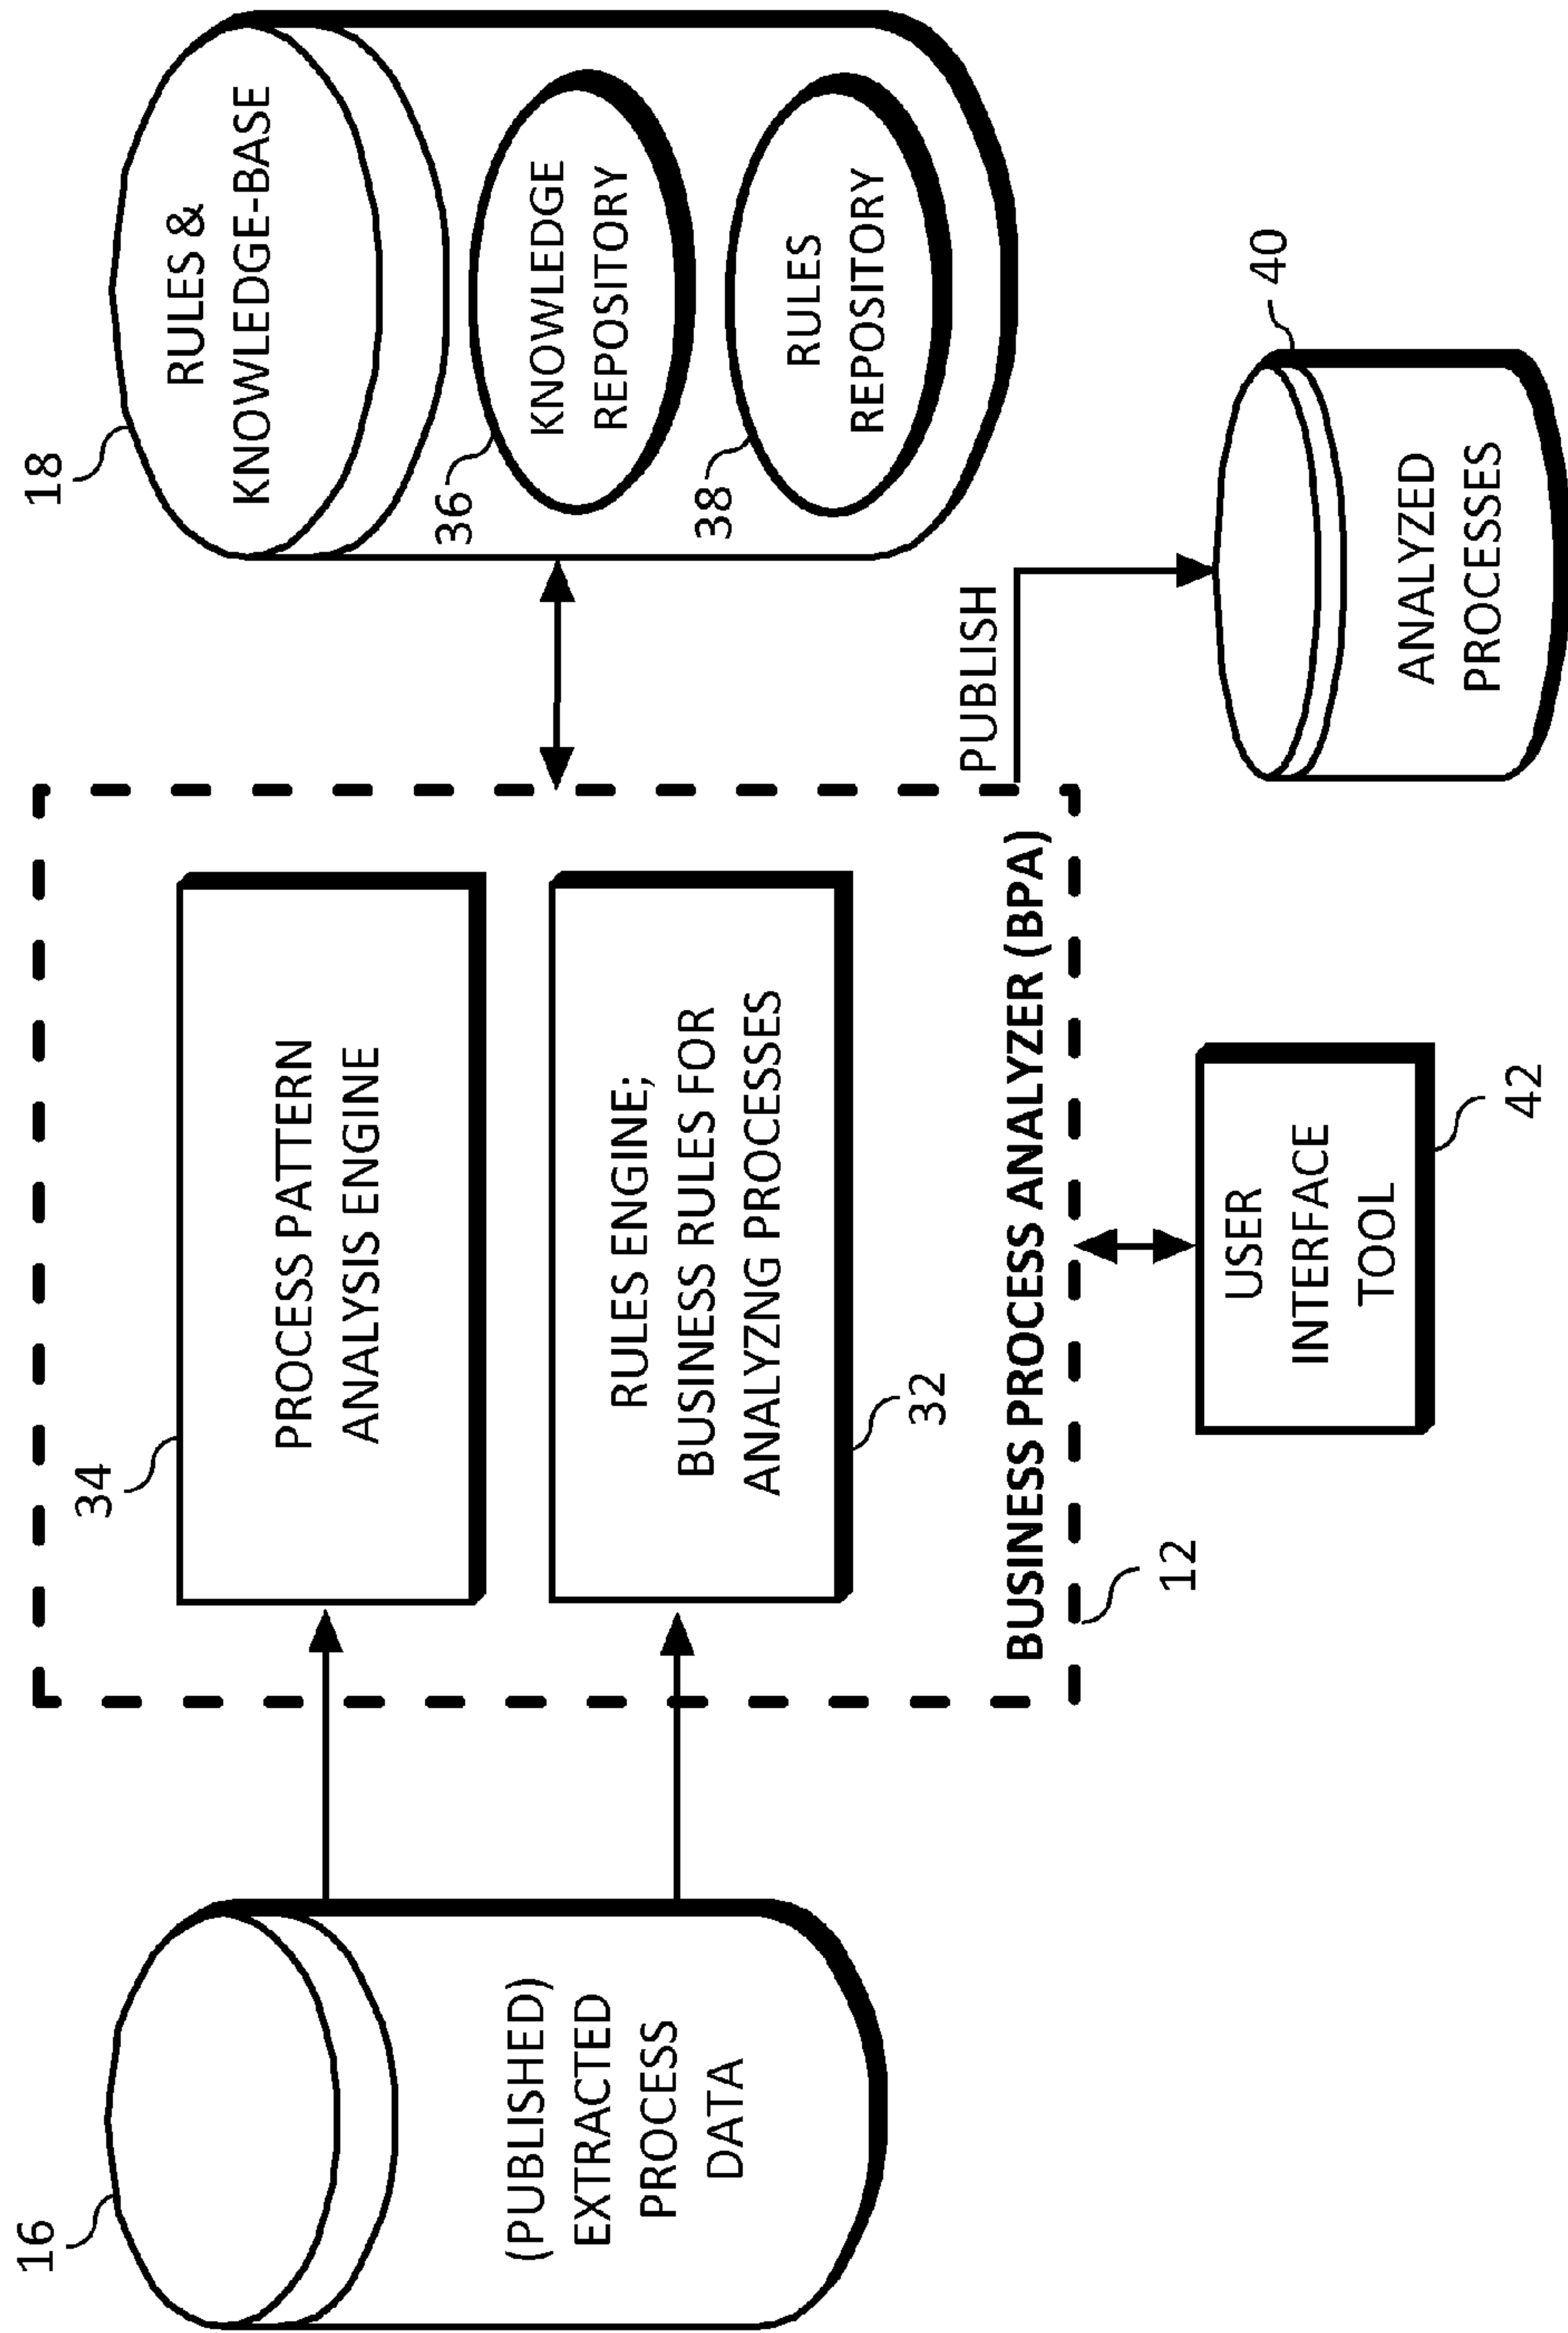 16
(PUBLISHED)
EXTRACTED
PROCESS
DATA
34
PROCESS PATTERN
ANALYSIS ENGINE
RULES ENGINE;
BUSINESS RULES FOR
ANALYZNG PROCESSES
32
BUSINESS PROCESS ANALYZER (BPA)
12
USER
INTERFACE
TOOL
42
18
RULES &
KNOWLEDGE-BASE
36
KNOWLEDGE
REPOSITORY
38
RULES
REPOSITORY
PUBLISH
40
ANALYZED
PROCESSES